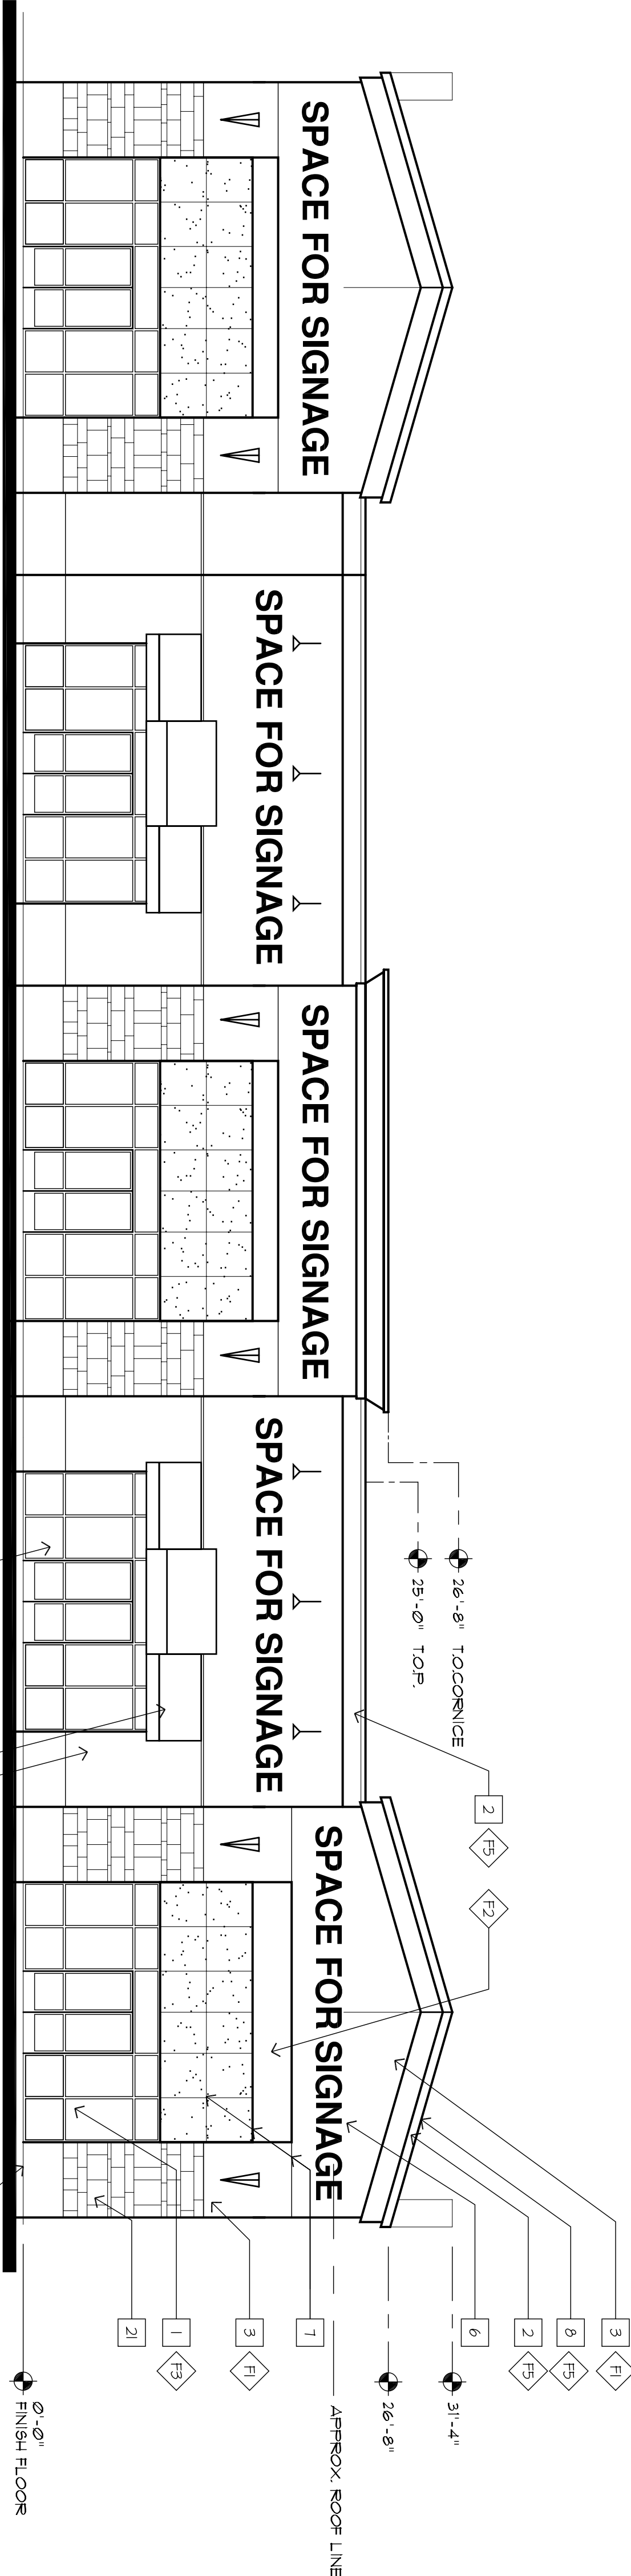 SPACE FOR SIGNAGE
SPACE FOR SIGNAGE
SPACE FOR SIGNAGE
SPACE FOR SIGNAGE
SPACE FOR SIGNAGE
26'-8" T.O.CORNICE
25'-0" T.O.P.
2 F5
F2
3 F1
8 F5
2 F5
6
31'-4"
26'-8"
APPROX. ROOF LINE
7
3 F1
1 F3
21
0'-0"
FINISH FLOOR